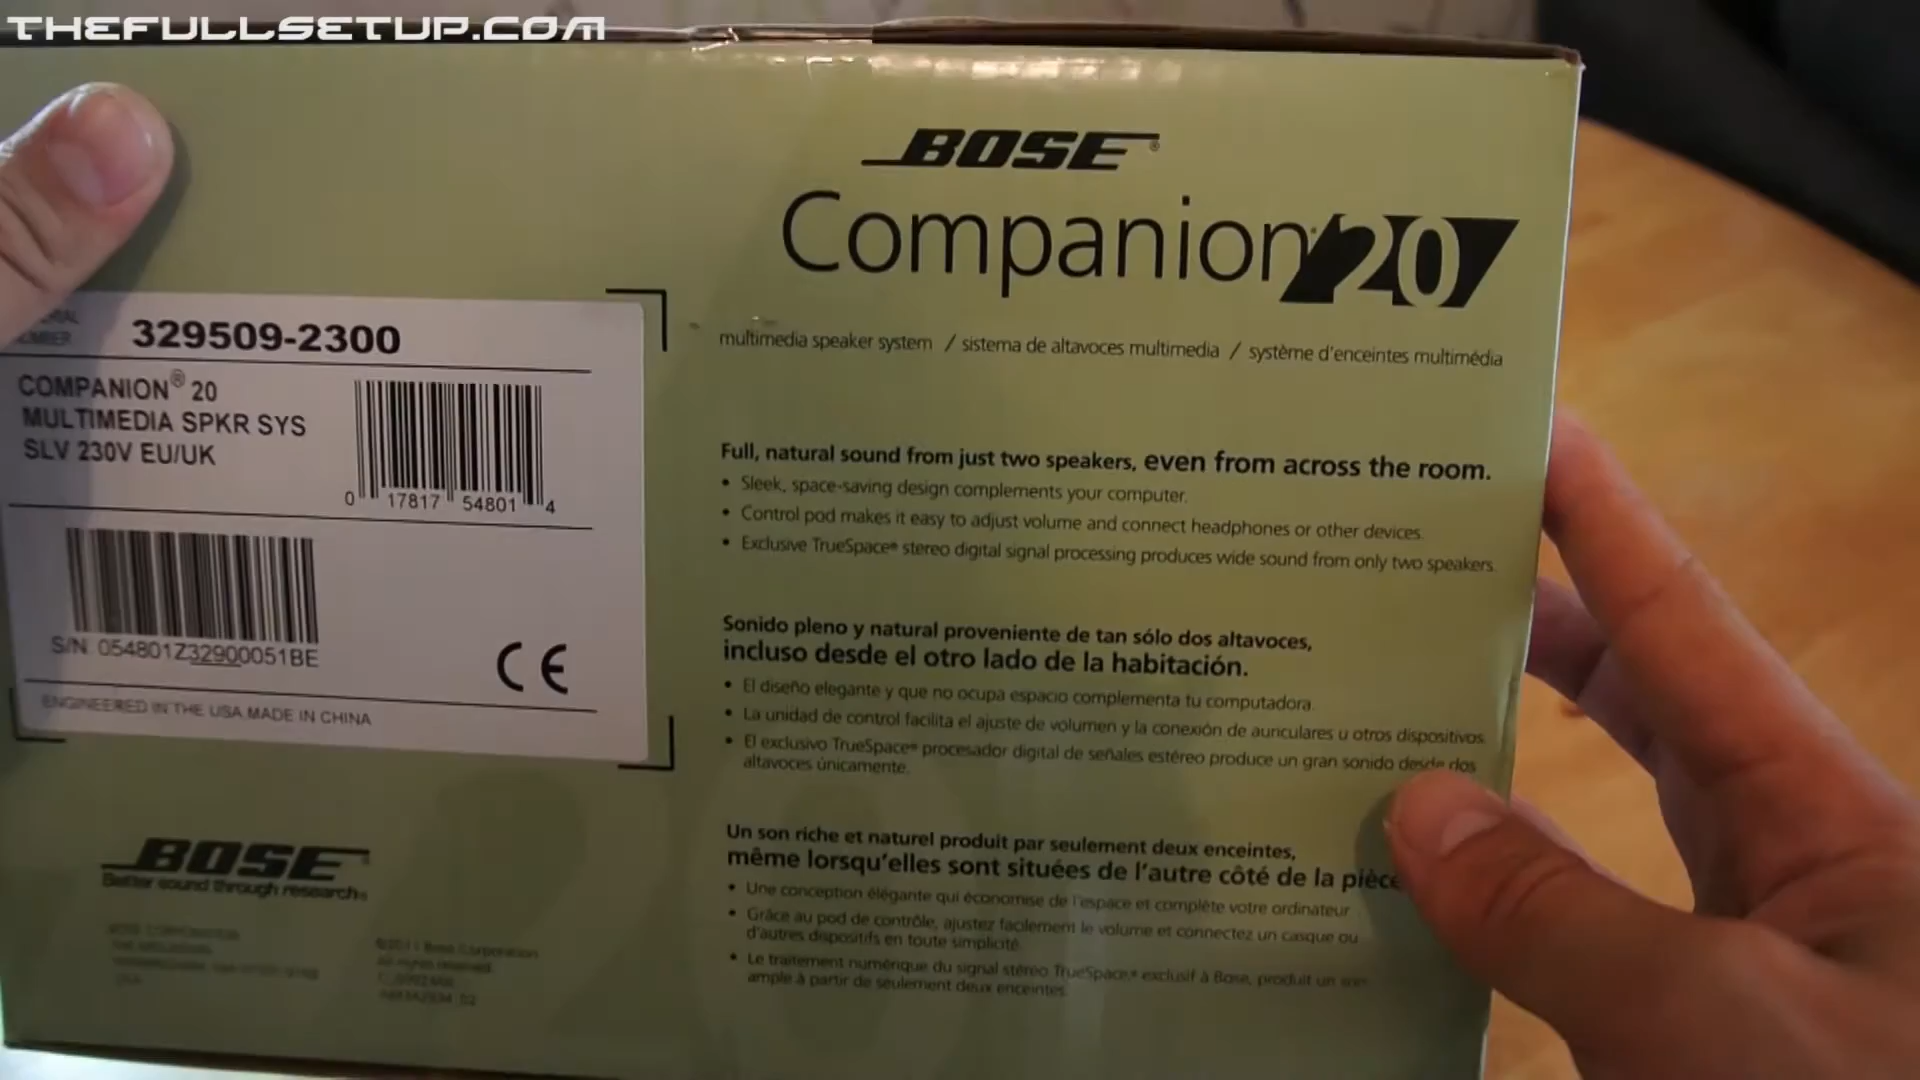 THEFULLSETUP.COM
BOSE®
Companion® 20
multimedia speaker system / sistema de altavoces multimedia / système d'enceintes multimédia
329509-2300
COMPANION® 20
MULTIMEDIA SPKR SYS
SLV 230V EU/UK
0 17817 54801 4
S/N 054801Z32900051BE
CE
ENGINEERED IN THE USA, MADE IN CHINA
Full, natural sound from just two speakers, even from across the room.
• Sleek, space-saving design complements your computer.
• Control pod makes it easy to adjust volume and connect headphones or other devices.
• Exclusive TrueSpace® stereo digital signal processing produces wide sound from only two speakers.
Sonido pleno y natural proveniente de tan sólo dos altavoces,
incluso desde el otro lado de la habitación.
• El diseño elegante y que no ocupa espacio complementa tu computadora.
• La unidad de control facilita el ajuste de volumen y la conexión de auriculares u otros dispositivos.
• El exclusivo TrueSpace® procesador digital de señales estéreo produce un gran sonido desde dos
altavoces únicamente.
Un son riche et naturel produit par seulement deux enceintes,
même lorsqu'elles sont situées de l'autre côté de la pièce
• Une conception élégante qui économise de l'espace et complète votre ordinateur
• Grâce au pod de contrôle, ajustez facilement le volume et connectez un casque ou
d'autres dispositifs en toute simplicité.
• Le traitement numérique du signal stéréo TrueSpace® exclusif à Bose, produit un son
ample à partir de seulement deux enceintes.
BOSE®
Better sound through research®
©2011 Bose Corporation
All rights reserved.